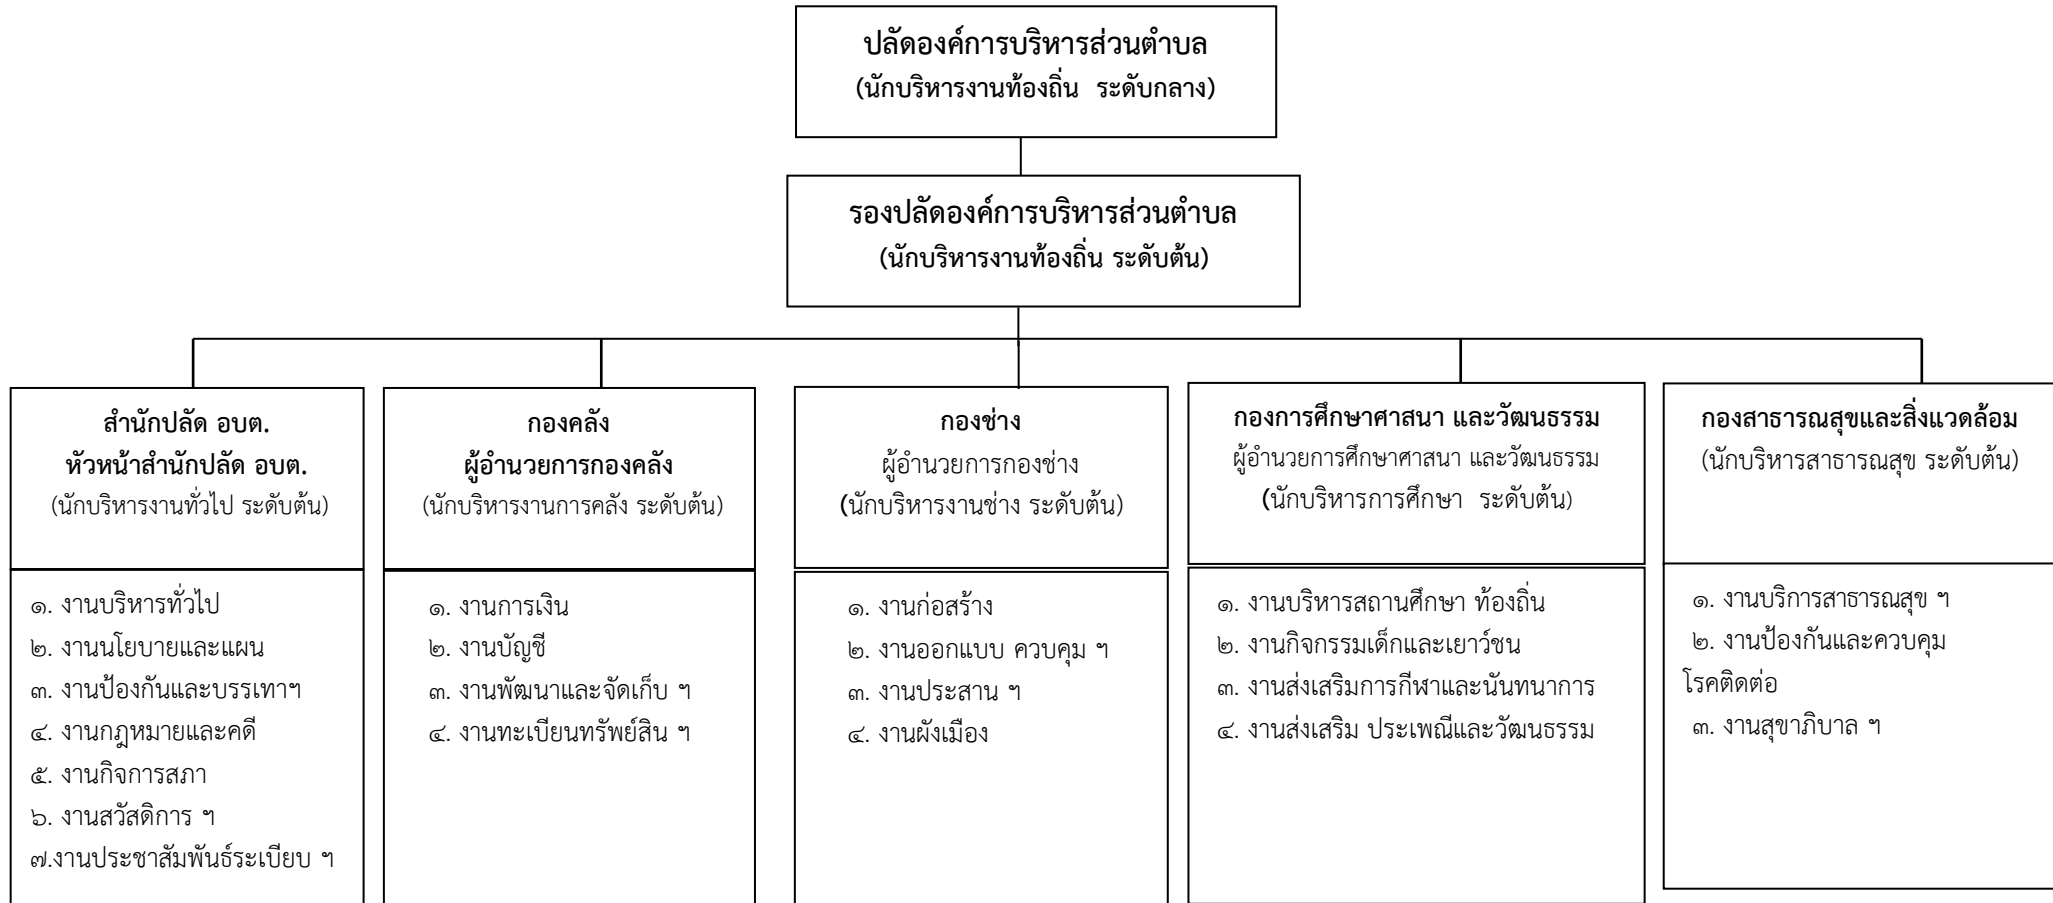 ปลัดองค์การบริหารส่วนตำบล
(นักบริหารงานท้องถิ่น ระดับกลาง)
รองปลัดองค์การบริหารส่วนตำบล
(นักบริหารงานท้องถิ่น ระดับต้น)
สำนักปลัด อบต.
หัวหน้าสำนักปลัด อบต.
(นักบริหารงานทั่วไป ระดับต้น)
๑. งานบริหารทั่วไป
๒. งานนโยบายและแผน
๓. งานป้องกันและบรรเทาฯ
๔. งานกฎหมายและคดี
๕. งานกิจการสภา
๖. งานสวัสดิการ ฯ
๗.งานประชาสัมพันธ์ระเบียบ ฯ
กองคลัง
ผู้อำนวยการกองคลัง
(นักบริหารงานการคลัง ระดับต้น)
๑. งานการเงิน
๒. งานบัญชี
๓. งานพัฒนาและจัดเก็บ ฯ
๔. งานทะเบียนทรัพย์สิน ฯ
กองช่าง
ผู้อำนวยการกองช่าง
(นักบริหารงานช่าง ระดับต้น)
๑. งานก่อสร้าง
๒. งานออกแบบ ควบคุม ฯ
๓. งานประสาน ฯ
๔. งานผังเมือง
กองการศึกษาศาสนา และวัฒนธรรม
ผู้อำนวยการศึกษาศาสนา และวัฒนธรรม
(นักบริหารการศึกษา ระดับต้น)
๑. งานบริหารสถานศึกษา ท้องถิ่น
๒. งานกิจกรรมเด็กและเยาว์ชน
๓. งานส่งเสริมการกีฬาและนันทนาการ
๔. งานส่งเสริม ประเพณีและวัฒนธรรม
กองสาธารณสุขและสิ่งแวดล้อม
(นักบริหารสาธารณสุข ระดับต้น)
๑. งานบริการสาธารณสุข ฯ
๒. งานป้องกันและควบคุม
โรคติดต่อ
๓. งานสุขาภิบาล ฯ